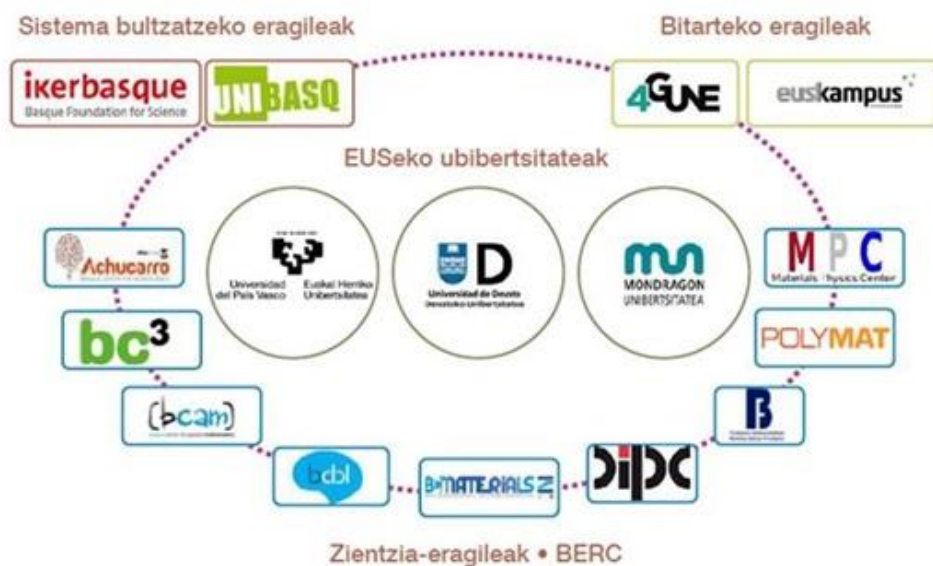 Sistema bultzatzeko eragileak
Bitarteko eragileak
ikerbasque
Basque Foundation for Science
UNIBASQ
4GUNE
euskampus
EUSeko ubibertsitateak
Universidad del País Vasco
Euskal Herriko Unibertsitatea
D
Universidad de Deusto
Deustuko Unibertsitatea
MONDRAGON
UNIBERTSITATEA
Achucarro
MPC
Materials Physics Center
bc³
POLYMAT
(bcam)
B
bcbl
BCMATERIALS
dipc
Zientzia-eragileak • BERC